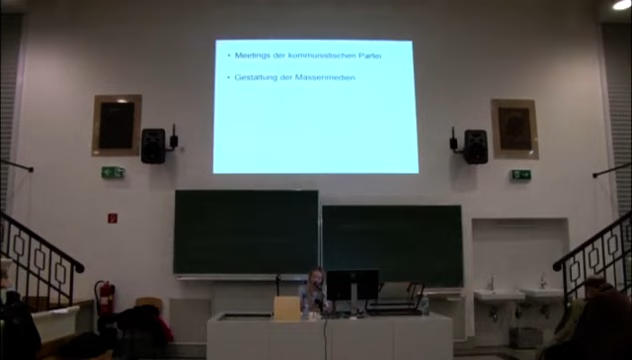 • Meetings der kommunistischen Partei
• Gestaltung der Massenmedien